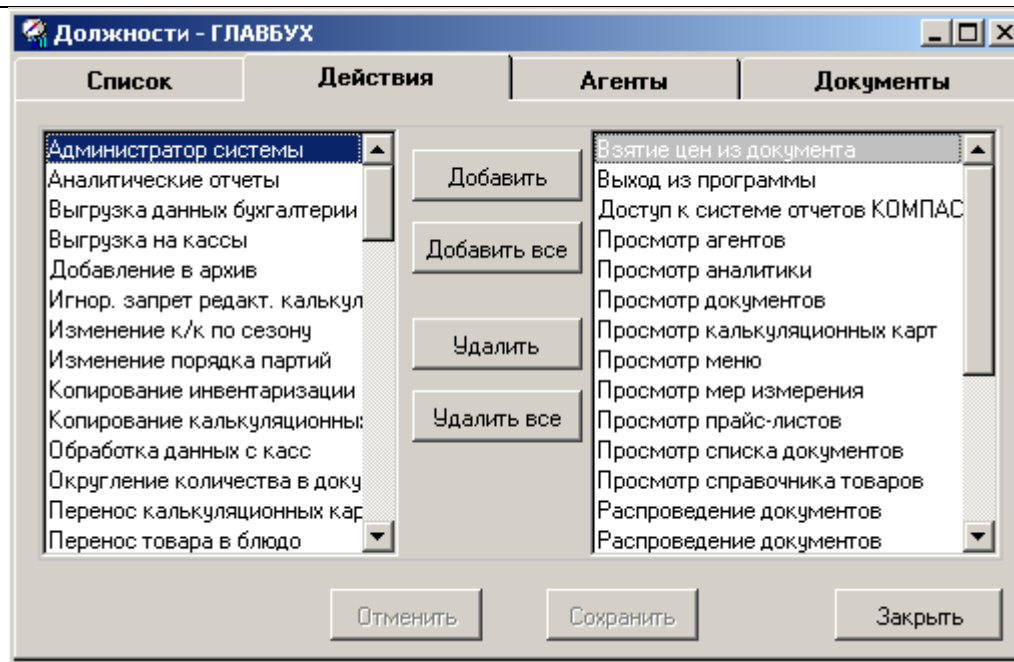 Должности - ГЛАВБУХ
Список
Действия
Агенты
Документы
Администратор системы
Аналитические отчеты
Выгрузка данных бухгалтерии
Выгрузка на кассы
Добавление в архив
Игнор. запрет редакт. калькул
Изменение к/к по сезону
Изменение порядка партий
Копирование инвентаризации
Копирование калькуляционны
Обработка данных с касс
Округление количества в доку
Перенос калькуляционных кар
Перенос товара в блюдо
Добавить
Добавить все
Удалить
Удалить все
Взятие цен из документа
Выход из программы
Доступ к системе отчетов КОМПАС
Просмотр агентов
Просмотр аналитики
Просмотр документов
Просмотр калькуляционных карт
Просмотр меню
Просмотр мер измерения
Просмотр прайс-листов
Просмотр списка документов
Просмотр справочника товаров
Распроведение документов
Распроведение документов
Отменить
Сохранить
Закрыть